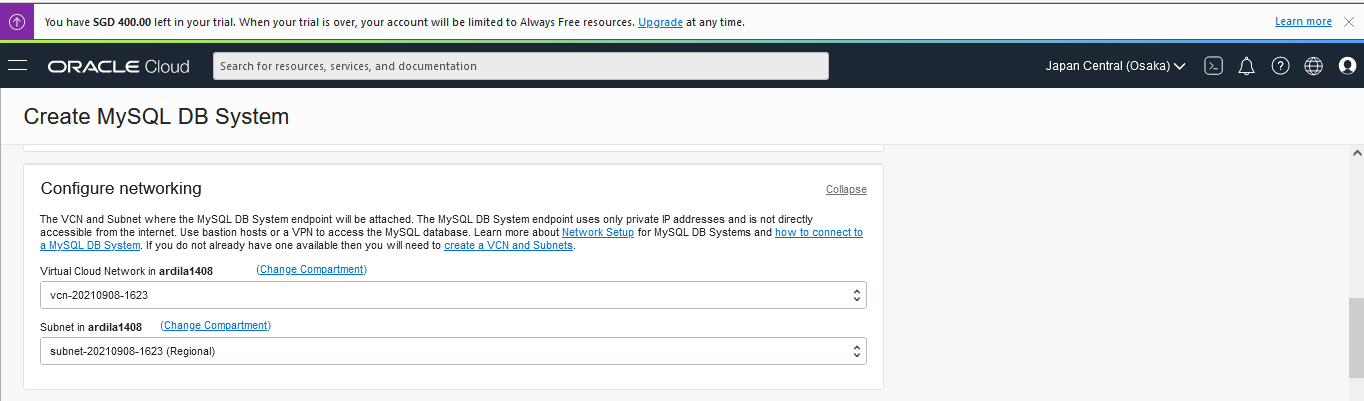 You have SGD 400.00 left in your trial. When your trial is over, your account will be limited to Always Free resources. Upgrade at any time.
Learn more
ORACLE Cloud
Search for resources, services, and documentation
Japan Central (Osaka)
Create MySQL DB System
Configure networking
Collapse
The VCN and Subnet where the MySQL DB System endpoint will be attached. The MySQL DB System endpoint uses only private IP addresses and is not directly
accessible from the internet. Use bastion hosts or a VPN to access the MySQL database. Learn more about Network Setup for MySQL DB Systems and how to connect to
a MySQL DB System. If you do not already have one available then you will need to create a VCN and Subnets.
Virtual Cloud Network in ardila1408 (Change Compartment)
vcn-20210908-1623
Subnet in ardila1408 (Change Compartment)
subnet-20210908-1623 (Regional)